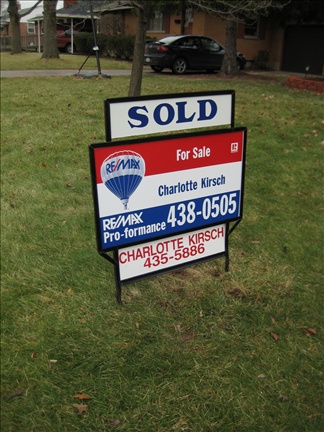 SOLD
RE/MAX
For Sale
Charlotte Kirsch
RE/MAX
Pro-formance 438-0505
CHARLOTTE KIRSCH
435-5886